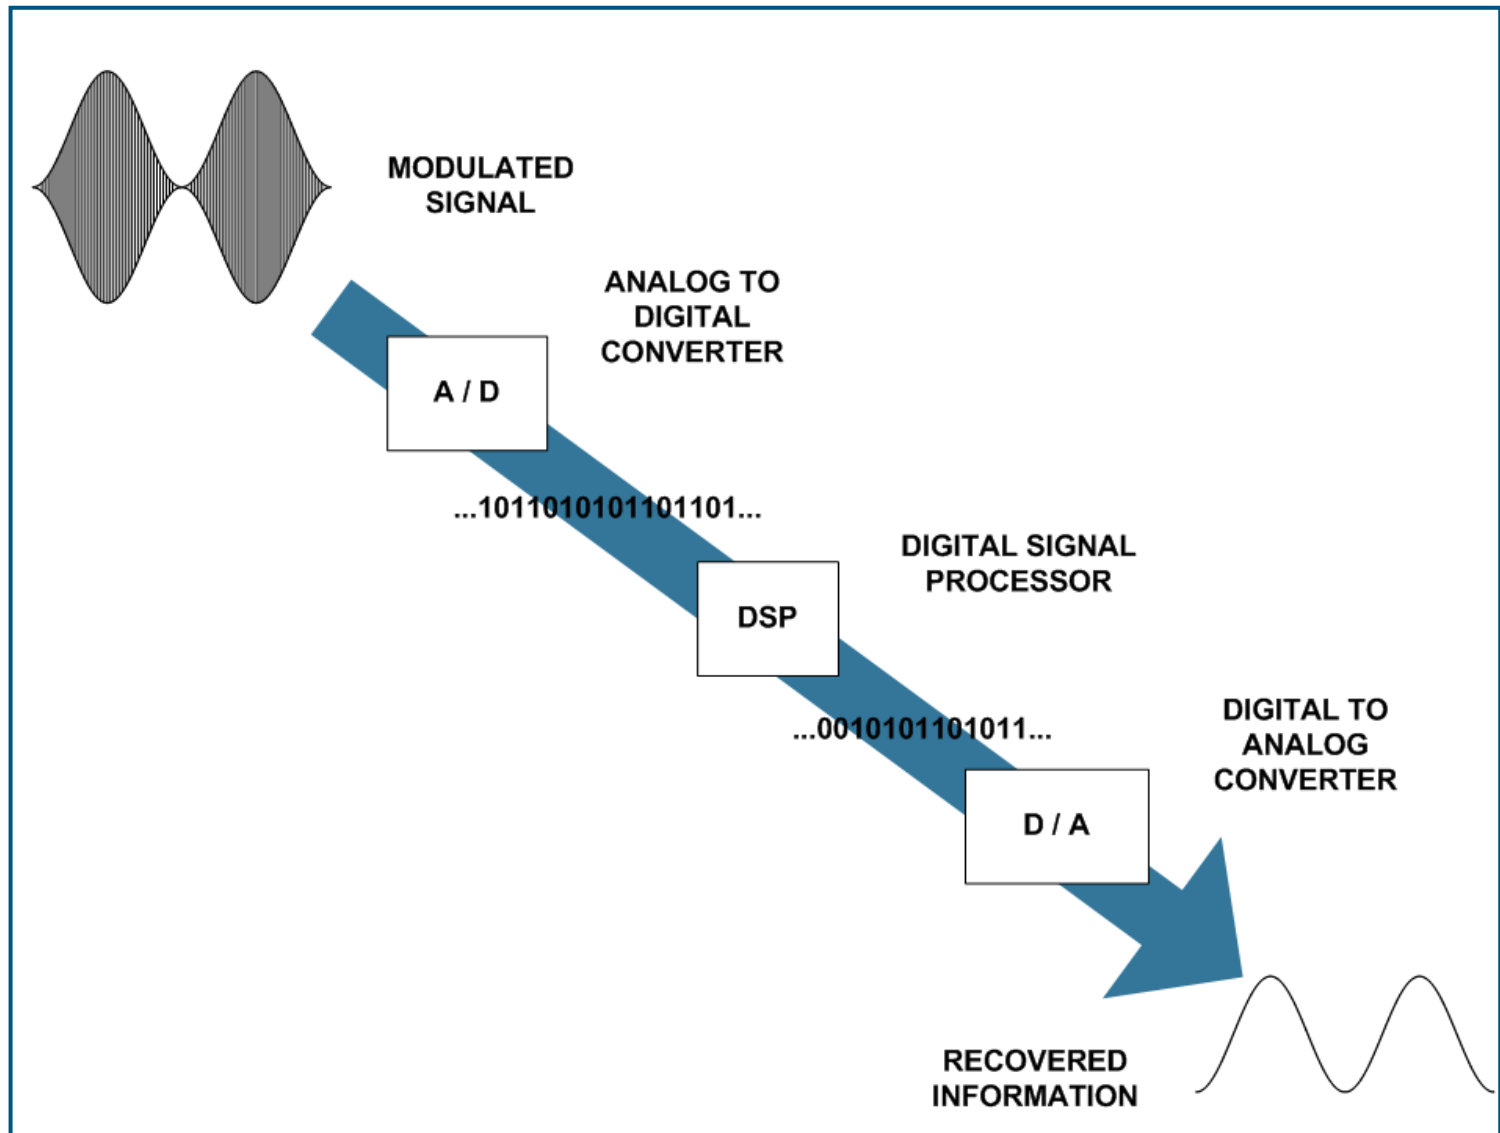 MODULATED
SIGNAL
ANALOG TO
DIGITAL
CONVERTER
A / D
...1011010101101101...
DIGITAL SIGNAL
PROCESSOR
DSP
...0010101101011...
DIGITAL TO
ANALOG
CONVERTER
D / A
RECOVERED
INFORMATION